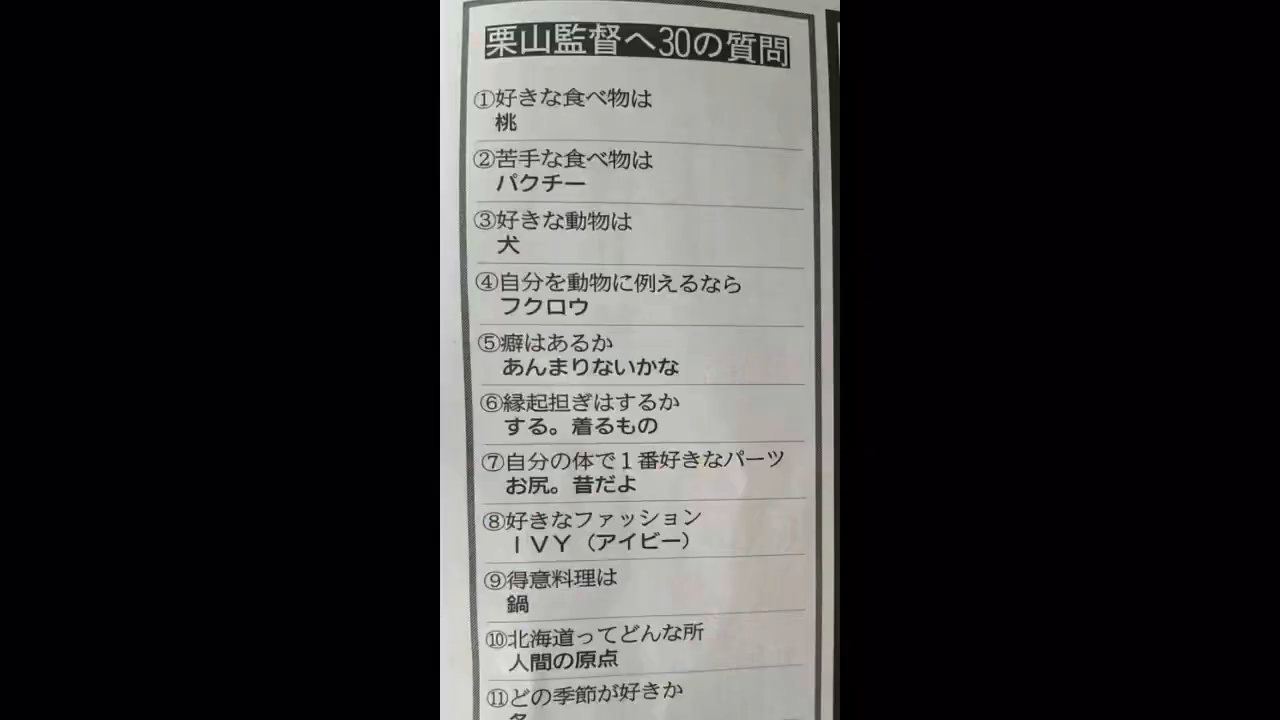 栗山監督へ30の質問
①好きな食べ物は
桃
②苦手な食べ物は
パクチー
③好きな動物は
犬
④自分を動物に例えるなら
フクロウ
⑤癖はあるか
あんまりないかな
⑥縁起担ぎはするか
する。着るもの
⑦自分の体で1番好きなパーツ
お尻。昔だよ
⑧好きなファッション
IVY（アイビー）
⑨得意料理は
鍋
⑩北海道ってどんな所
人間の原点
⑪どの季節が好きか